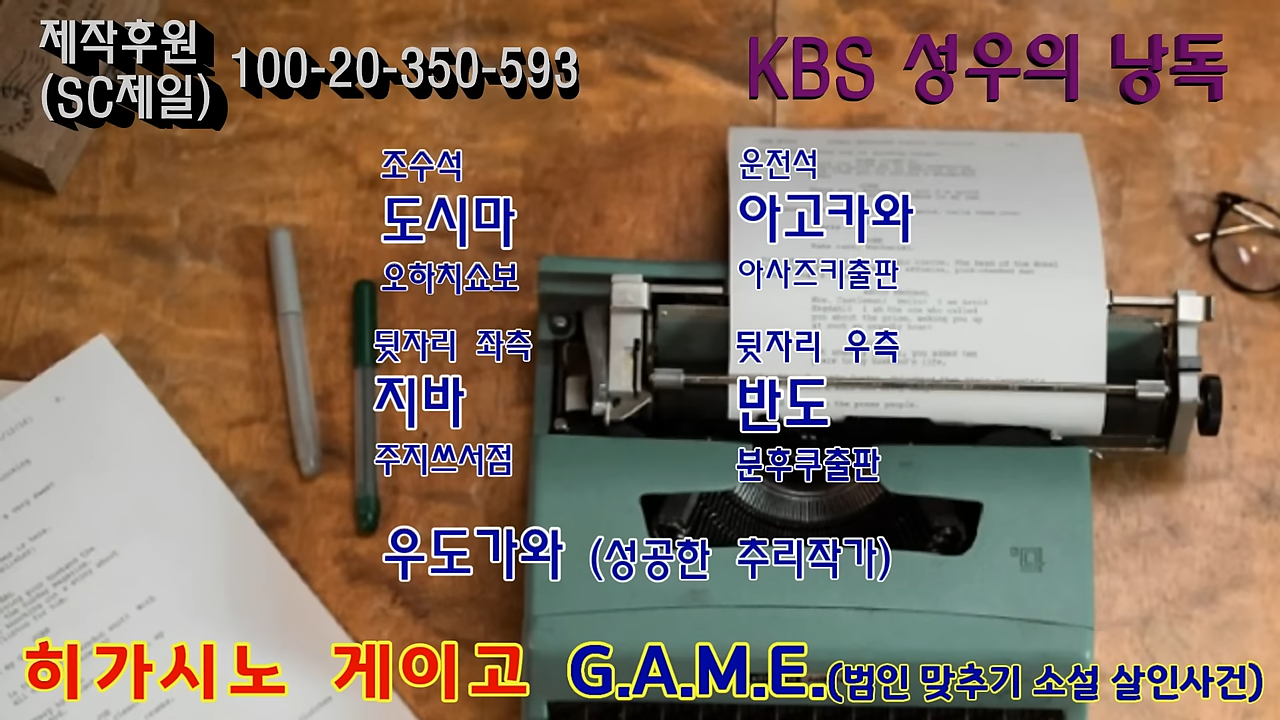 제작후원
(SC제일)
100-20-350-593
KBS 성우의 낭독
조수석
도시마
오하치쇼보
운전석
아고카와
아사즈키출판
뒷자리 좌측
지바
주지쓰서점
뒷자리 우측
반도
분후쿠출판
우도가와 (성공한 추리작가)
히가시노 게이고 G.A.M.E.(범인 맞추기 소설 살인사건)